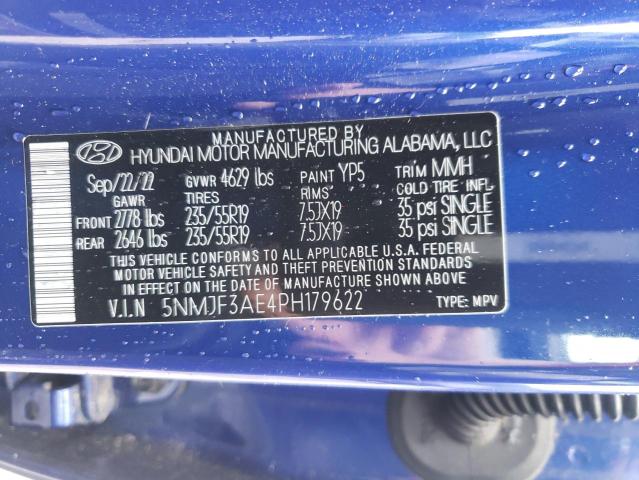 MANUFACTURED BY
HYUNDAI MOTOR MANUFACTURING ALABAMA, LLC
Sep/22/22 GVWR 4629 lbs PAINT YP5 TRIM MMH
GAWR TIRES RIMS COLD TIRE INFL
FRONT 2778 lbs 235/55R19 7.5JX19 35 psi SINGLE
REAR 2646 lbs 235/55R19 7.5JX19 35 psi SINGLE
THIS VEHICLE CONFORMS TO ALL APPLICABLE U.S.A. FEDERAL
MOTOR VEHICLE SAFETY AND THEFT PREVENTION STANDARDS
IN EFFECT ON THE DATE OF MANUFACTURE SHOWN ABOVE.
V.I.N 5NMJF3AE4PH179622 TYPE: MPV